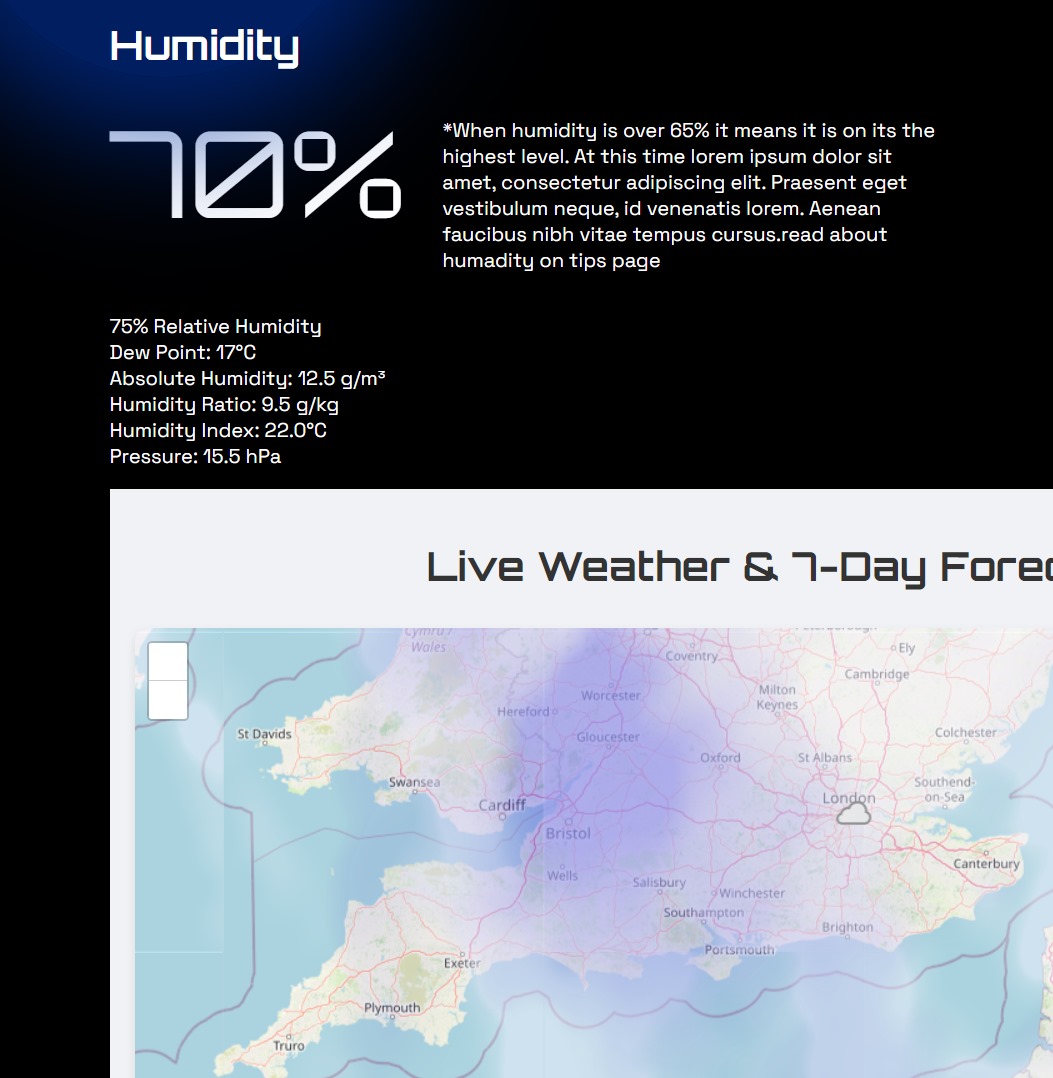 Humidity
70%
*When humidity is over 65% it means it is on its the
highest level. At this time lorem ipsum dolor sit
amet, consectetur adipiscing elit. Praesent eget
vestibulum neque, id venenatis lorem. Aenean
faucibus nibh vitae tempus cursus.read about
humadity on tips page
75% Relative Humidity
Dew Point: 17°C
Absolute Humidity: 12.5 g/m³
Humidity Ratio: 9.5 g/kg
Humidity Index: 22.0°C
Pressure: 15.5 hPa
Live Weather & 7-Day Forec
Cymru /
Wales
Coventry
Ely
Cambridge
Worcester
Milton
Keynes
Hereford
St Davids
Gloucester
Colchester
Oxford
St Albans
Swansea
Southend-
on-Sea
Cardiff
London
Bristol
Canterbury
Wells
Salisbury
Winchester
Southampton
Brighton
Portsmouth
Exeter
Plymouth
Truro